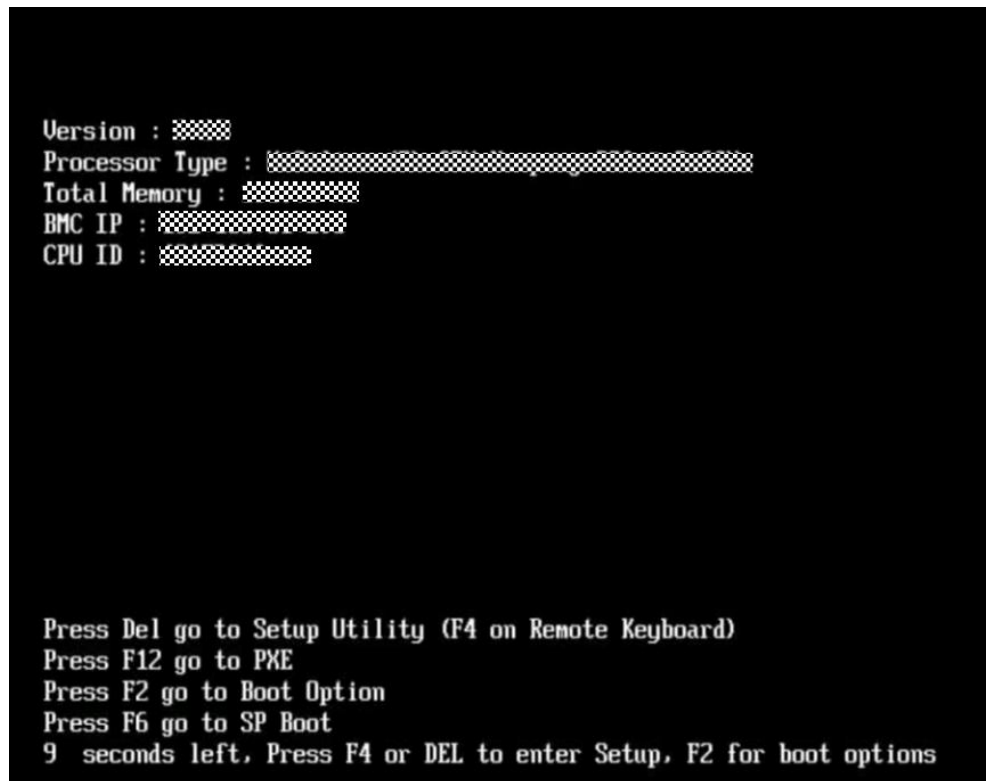 Version :
Processor Type :
Total Memory :
BMC IP :
CPU ID :
Press Del go to Setup Utility (F4 on Remote Keyboard)
Press F12 go to PXE
Press F2 go to Boot Option
Press F6 go to SP Boot
9 seconds left, Press F4 or DEL to enter Setup, F2 for boot options